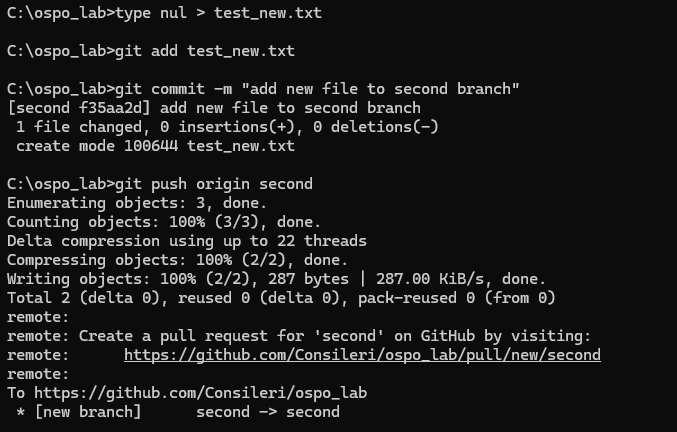 C:\ospo_lab>type nul > test_new.txt
C:\ospo_lab>git add test_new.txt
C:\ospo_lab>git commit -m "add new file to second branch"
[second f35aa2d] add new file to second branch
 1 file changed, 0 insertions(+), 0 deletions(-)
 create mode 100644 test_new.txt
C:\ospo_lab>git push origin second
Enumerating objects: 3, done.
Counting objects: 100% (3/3), done.
Delta compression using up to 22 threads
Compressing objects: 100% (2/2), done.
Writing objects: 100% (2/2), 287 bytes | 287.00 KiB/s, done.
Total 2 (delta 0), reused 0 (delta 0), pack-reused 0 (from 0)
remote:
remote: Create a pull request for 'second' on GitHub by visiting:
remote:      https://github.com/Consileri/ospo_lab/pull/new/second
remote:
To https://github.com/Consileri/ospo_lab
 * [new branch]      second -> second